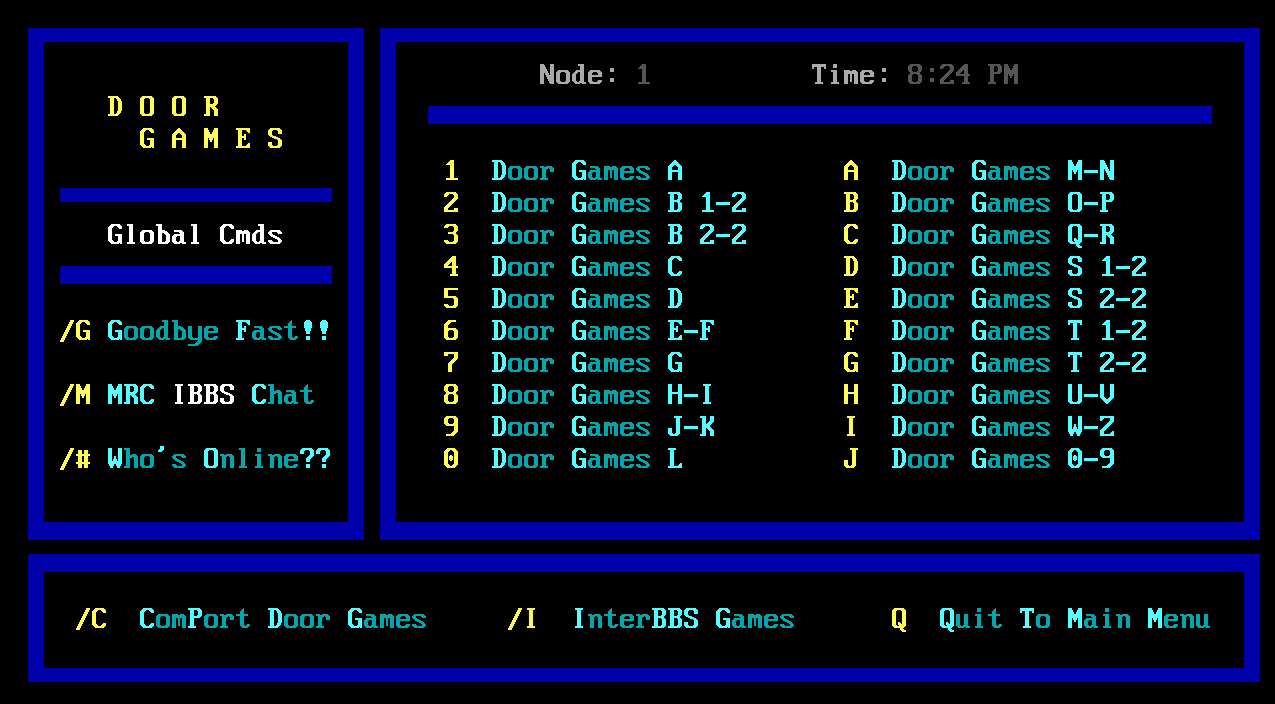 D O O R
G A M E S
Global Cmds
/G Goodbye Fast!!
/M MRC IBBS Chat
/# Who's Online??
Node: 1 Time: 8:24 PM
1 Door Games A
2 Door Games B 1-2
3 Door Games B 2-2
4 Door Games C
5 Door Games D
6 Door Games E-F
7 Door Games G
8 Door Games H-I
9 Door Games J-K
0 Door Games L
A Door Games M-N
B Door Games O-P
C Door Games Q-R
D Door Games S 1-2
E Door Games S 2-2
F Door Games T 1-2
G Door Games T 2-2
H Door Games U-V
I Door Games W-Z
J Door Games 0-9
/C ComPort Door Games /I InterBBS Games Q Quit To Main Menu